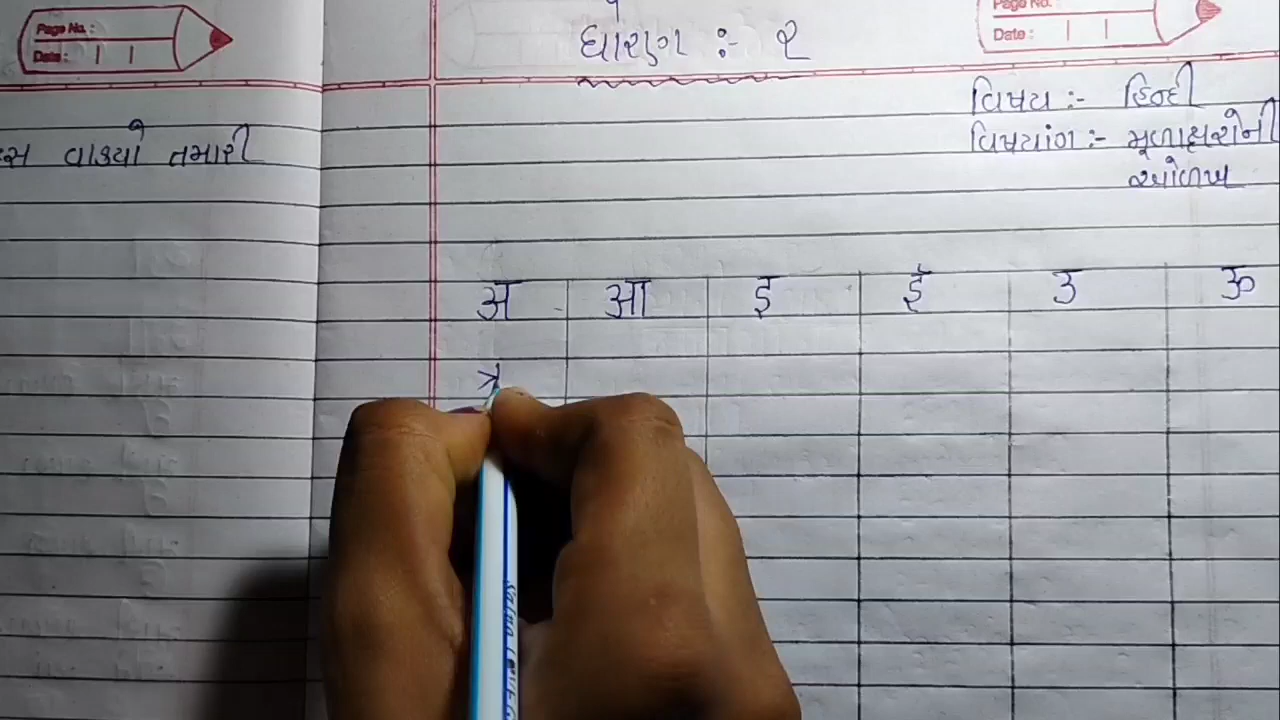 Page No. :
Date :
ધોરણ :- ૨
Page No. :
Date :
વિષય :- હિન્દી
વિષયાંગ :- મૂળાક્ષરોની
ઓળખ
વાક્યો તમારી
अ आ इ ई उ ऊ